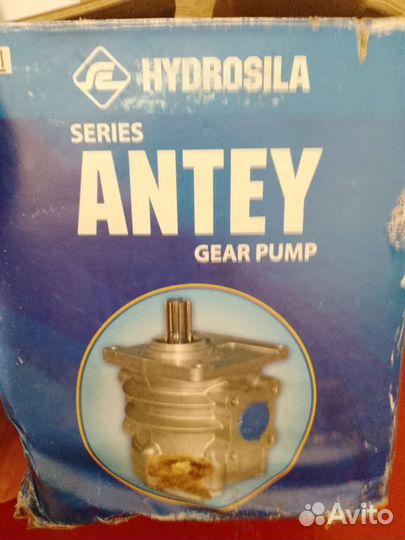 HYDROSILA
SERIES
ANTEY
GEAR PUMP
Avito